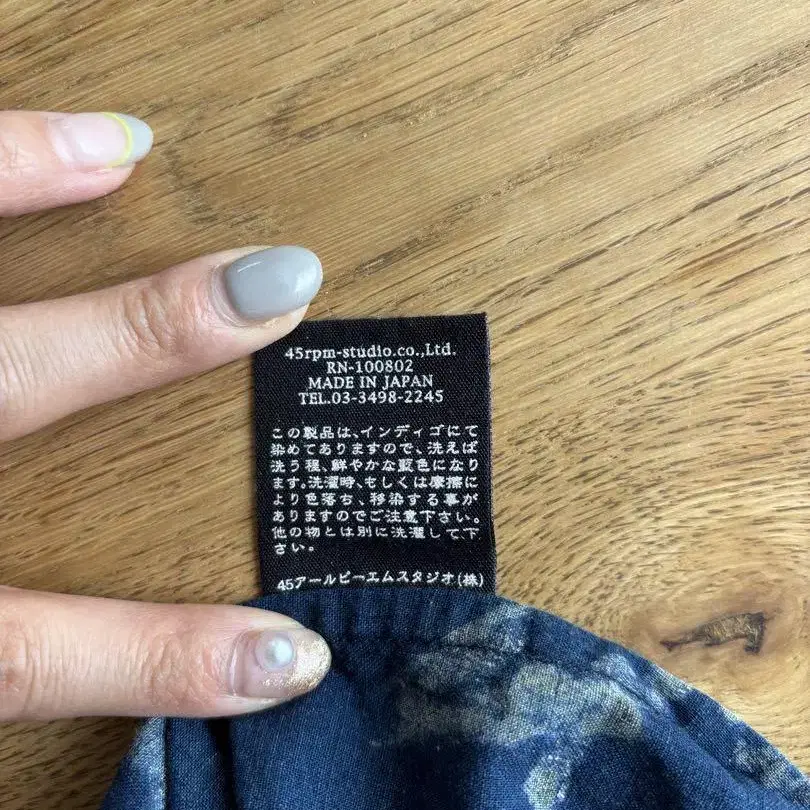 45rpm-studio.co.,Ltd.
RN-100802
MADE IN JAPAN
TEL.03-3498-2245
この製品は、インディゴにて
染めてありますので、洗えば
洗う程、鮮やかな藍色になり
ます。洗濯時、もしくは摩擦に
より色落ち、移染する事が
ありますのでご注意下さい。
他の物とは別に洗濯して下
さい。
45アールピーエムスタジオ(株)